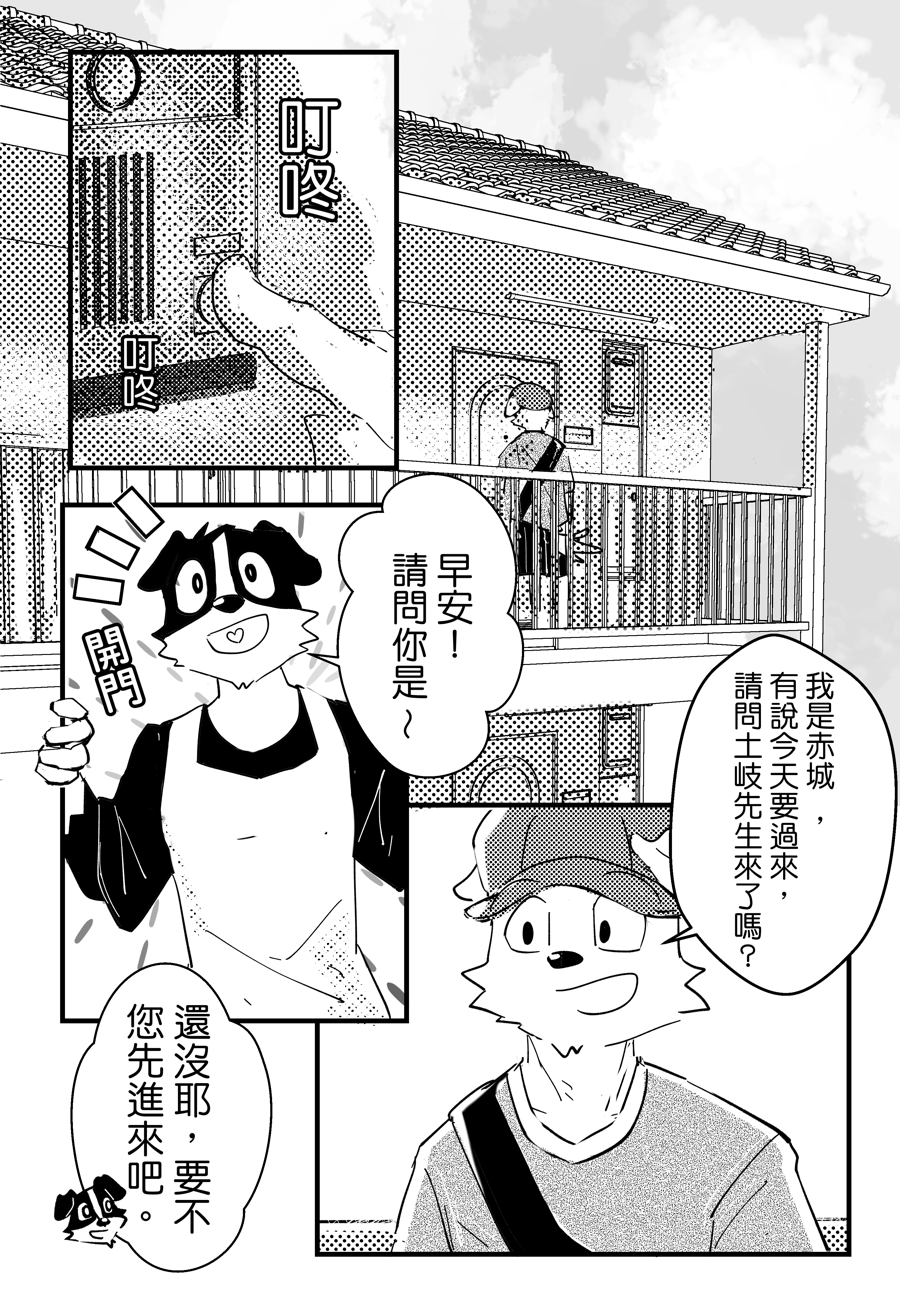 叮咚
叮咚
早安！
請問你是～
開門
我是赤城，
有說今天要過來，
請問土岐先生來了嗎？
還沒耶，要不
您先進來吧。